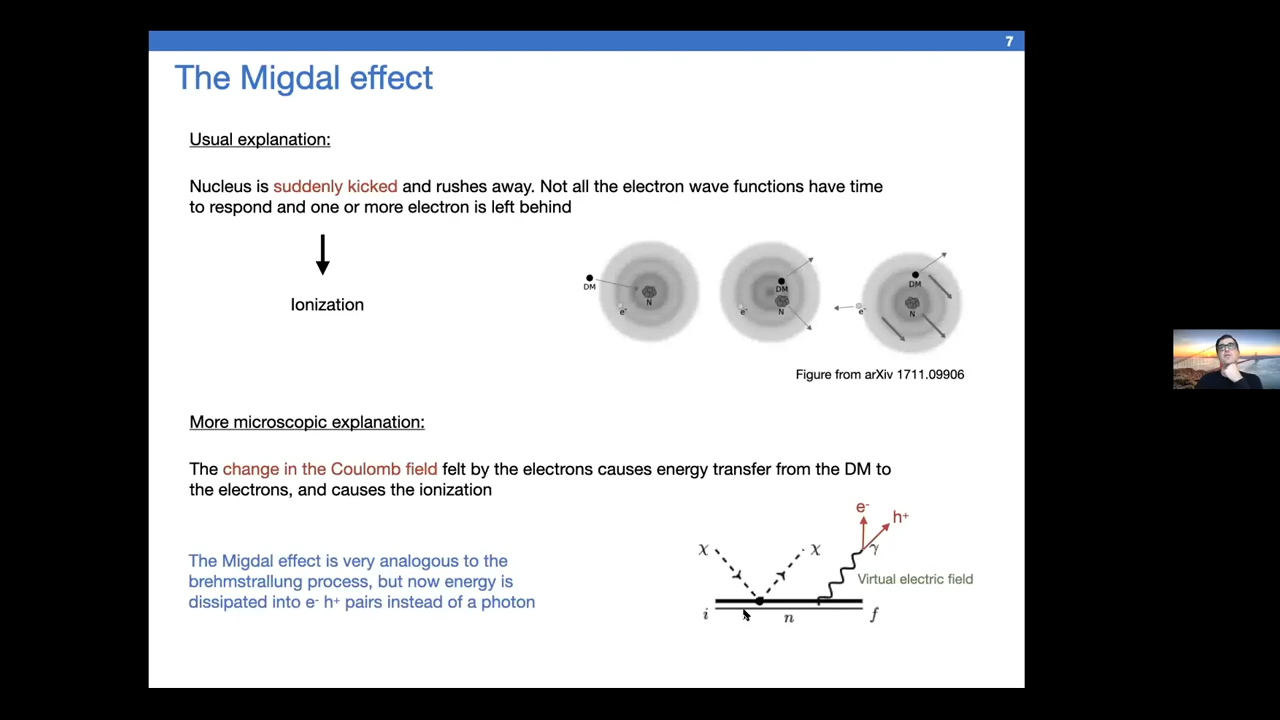 7
The Migdal effect
Usual explanation:
Nucleus is suddenly kicked and rushes away. Not all the electron wave functions have time
to respond and one or more electron is left behind
Ionization
DM
N
e-
DM
N
e-
DM
N
e-
Figure from arXiv 1711.09906
More microscopic explanation:
The change in the Coulomb field felt by the electrons causes energy transfer from the DM to
the electrons, and causes the ionization
The Migdal effect is very analogous to the
brehmstrallung process, but now energy is
dissipated into e- h+ pairs instead of a photon
e-
h+
χ
χ
γ
Virtual electric field
i
n
f